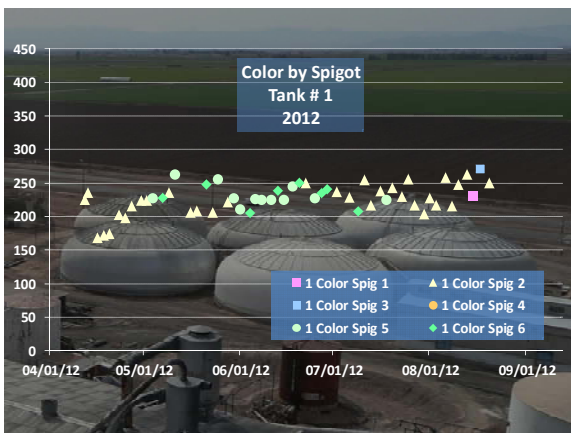 Color by Spigot
Tank # 1
2012
450
400
350
300
250
200
150
100
50
0
04/01/12 05/01/12 06/01/12 07/01/12 08/01/12 09/01/12
1 Color Spig 1 1 Color Spig 2
1 Color Spig 3 1 Color Spig 4
1 Color Spig 5 1 Color Spig 6